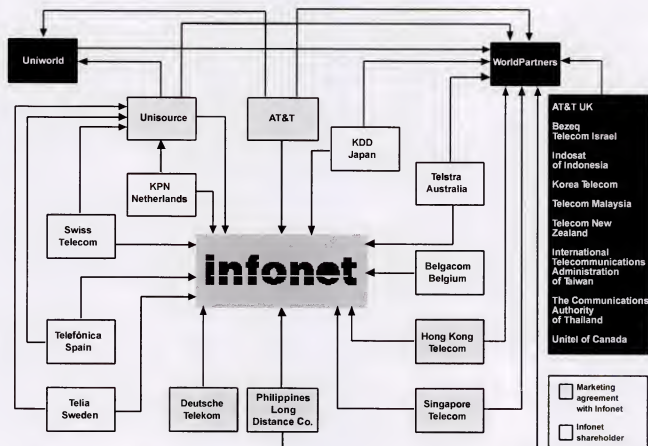 Uniworld
WorldPartners
Unisource
AT&T
KDD
Japan
KPN
Netherlands
Telstra
Australia
Swiss
Telecom
infonet
Belgacom
Belgium
Telefónica
Spain
Hong Kong
Telecom
Telia
Sweden
Deutsche
Telekom
Philippines
Long
Distance Co.
Singapore
Telecom
AT&T UK
Bezeq
Telecom Israel
Indosat
of Indonesia
Korea Telecom
Telecom Malaysia
Telecom New
Zealand
International
Telecommunications
Administration
of Taiwan
The Communications
Authority
of Thailand
Unitel of Canada
Marketing
agreement
with Infonet
Infonet
shareholder